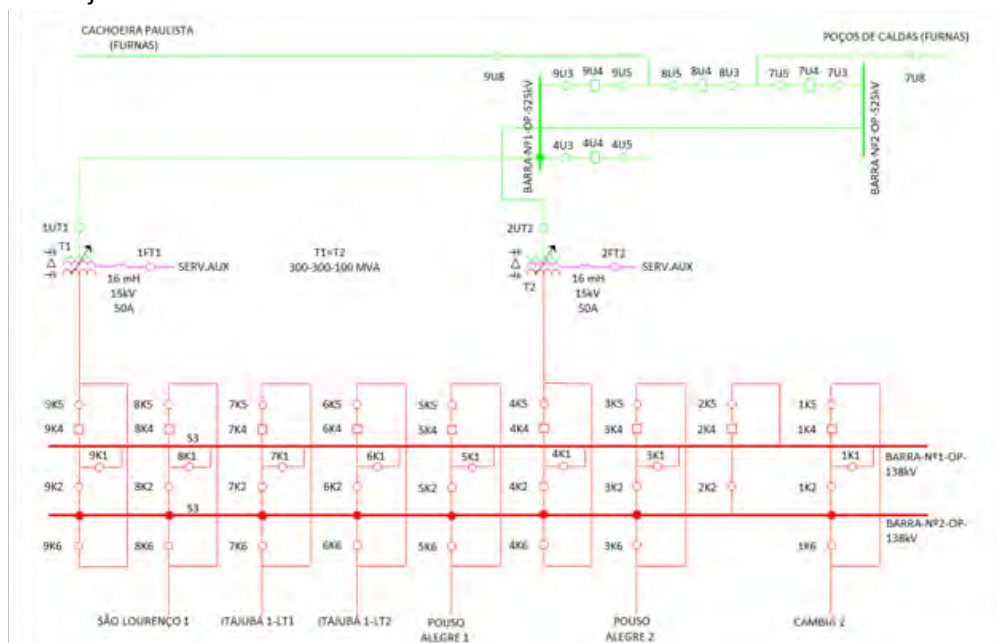 CACHOEIRA PAULISTA
(FURNAS)
POÇOS DE CALDAS (FURNAS)
9U8
9U3 9U4 9U5
8U5 8U4 8U3
7U5 7U4 7U3
7U8
BARRA-Nº1-OP-525kV
BARRA-Nº2-OP-525kV
4U3 4U4 4U5
1UT1
2UT2
T1
1FT1
SERV.AUX
16 mH
15kV
50A
T1=T2
300-300-100 MVA
2FT2
SERV.AUX
T2
16 mH
15kV
50A
9K5 8K5 7K5 6K5 5K5 4K5 3K5 2K5 1K5
9K4 8K4 7K4 6K4 5K4 4K4 3K4 2K4 1K4
53
9K1 8K1 7K1 6K1 5K1 4K1 3K1 1K1
BARRA-Nº1-OP-
138kV
9K2 8K2 7K2 6K2 5K2 4K2 3K2 2K2 1K2
53
BARRA-Nº2-OP-
138kV
9K6 8K6 7K6 6K6 5K6 4K6 3K6 1K6
SÃO LOURENÇO 1
ITAJUBÁ 1-LT1
ITAJUBÁ 1-LT2
POUSO
ALEGRE 1
POUSO
ALEGRE 2
CAMBIA 2